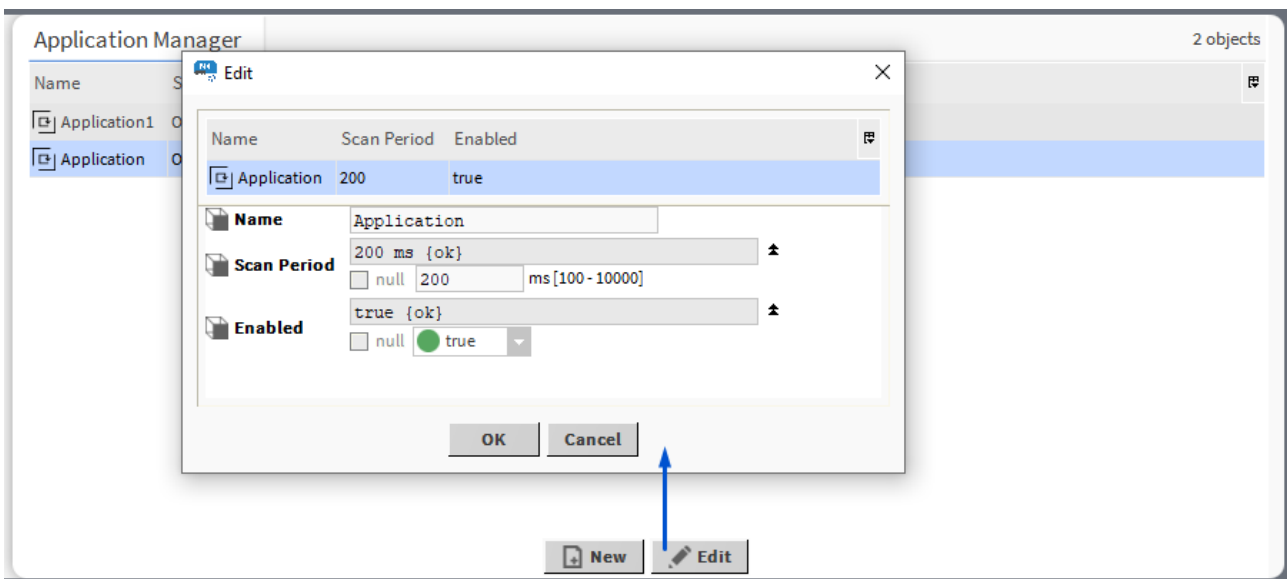 Application Manager
2 objects
Name S
Application1 O
Application O
Edit
Name Scan Period Enabled
Application 200 true
Name Application
200 ms {ok}
Scan Period
null 200 ms [100 - 10000]
true {ok}
Enabled
null true
OK Cancel
New Edit